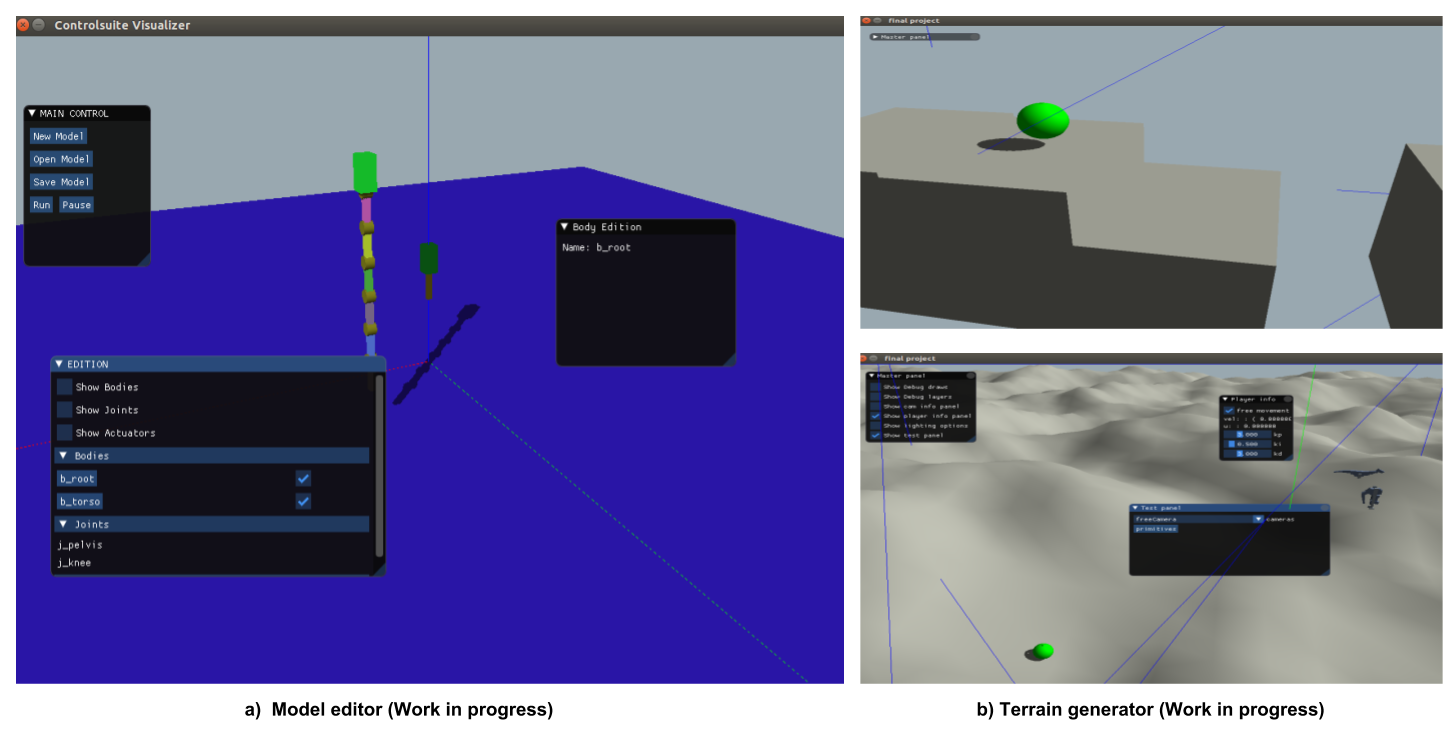 Controlsuite Visualizer
MAIN CONTROL
New Model
Open Model
Save Model
Run Pause
Body Edition
Name: b_root
EDITION
Show Bodies
Show Joints
Show Actuators
Bodies
b_root
b_torso
Joints
j_pelvis
j_knee
a) Model editor (Work in progress)
final project
Master panel
final project
Master panel
Show Debug draws
Show Debug layers
Show cam info panel
Show player info panel
Show lighting options
Show test panel
Player info
free movement
vel: : ( 0.000000
w: : 0.000000
kp
0.500 ki
kd
Test panel
freeCamera cameras
primitives
b) Terrain generator (Work in progress)